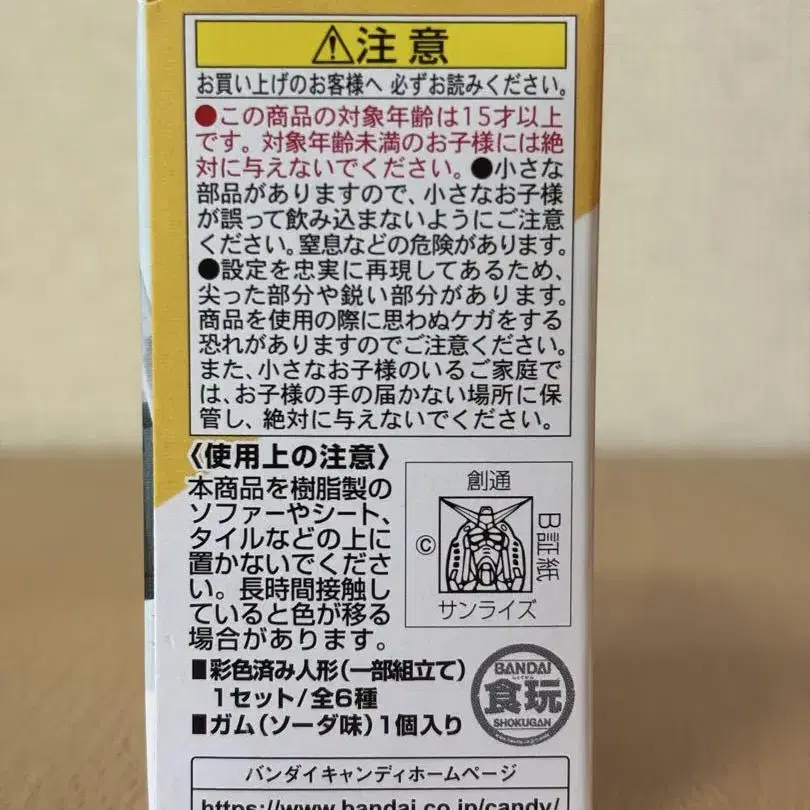 ⚠注意
お買い上げのお客様へ 必ずお読みください。
●この商品の対象年齢は15才以上
です。対象年齢未満のお子様には絶
対に与えないでください。●小さな
部品がありますので、小さなお子様
が誤って飲み込まないようにご注意
ください。窒息などの危険があります。
●設定を忠実に再現してあるため、
尖った部分や鋭い部分があります。
商品を使用の際に思わぬケガをする
恐れがありますのでご注意ください。
また、小さなお子様のいるご家庭で
は、お子様の手の届かない場所に保
管し、絶対に与えないでください。
〈使用上の注意〉
本商品を樹脂製の
ソファーやシート、
タイルなどの上に
置かないでくださ
い。長時間接触し
ていると色が移る
場合があります。
創通
©
B証紙
サンライズ
■彩色済み人形(一部組立て)
1セット/全6種
■ガム(ソーダ味)1個入り
BANDAI
食玩
SHOKUGAN
バンダイキャンディホームページ
https://www.bandai.co.jp/candy/